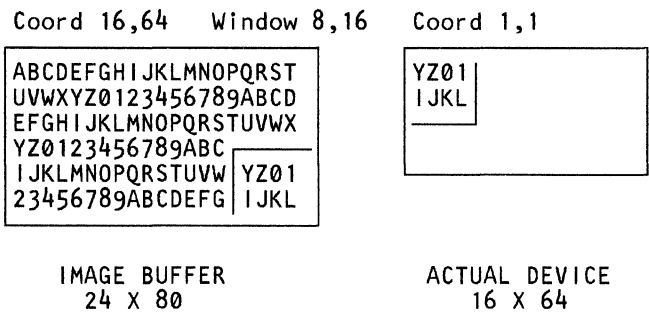 Coord 16,64 Window 8,16 Coord 1,1
ABCDEFGHIJKLMNOPQRST
UVWXYZ0123456789ABCD
EFGHIJKLMNOPQRSTUVWX
YZ0123456789ABC
IJKLMNOPQRSTUVW YZ01
23456789ABCDEFG IJKL
YZ01
IJKL
IMAGE BUFFER
24 X 80
ACTUAL DEVICE
16 X 64